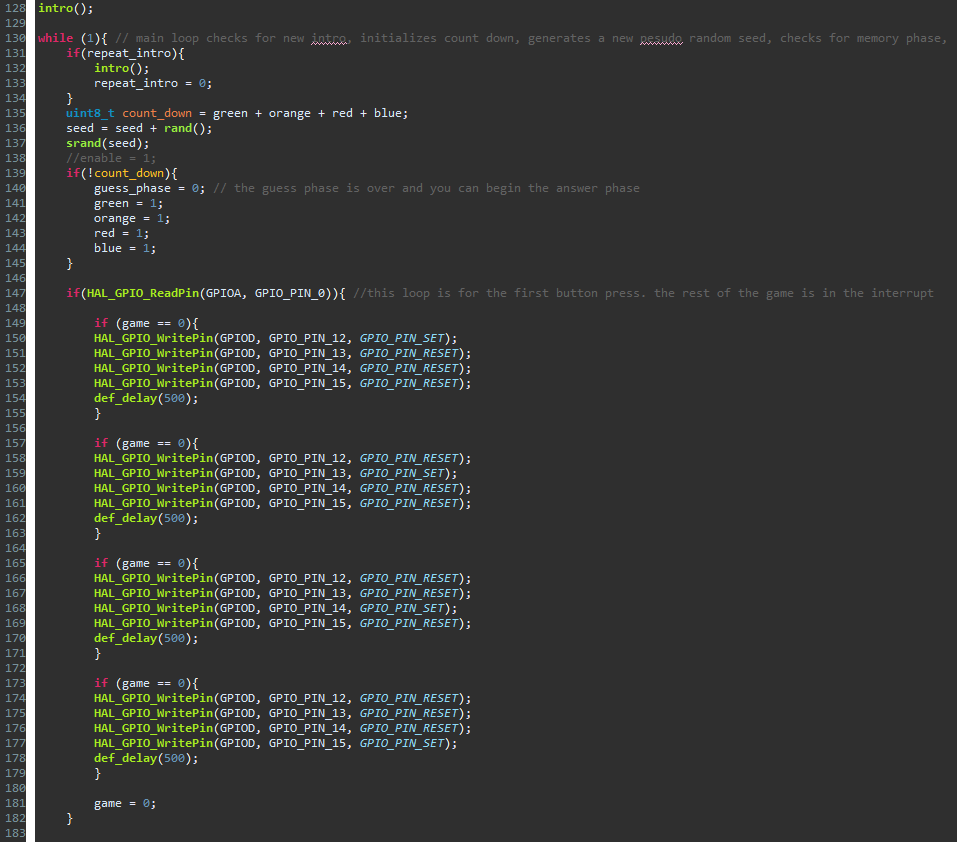 128 intro();
129
130 while (1){ // main loop checks for new intro, initializes count down, generates a new pesudo random seed, checks for memory phase,
131 if(repeat_intro){
132 intro();
133 repeat_intro = 0;
134 }
135 uint8_t count_down = green + orange + red + blue;
136 seed = seed + rand();
137 srand(seed);
138 //enable = 1;
139 if(!count_down){
140 guess_phase = 0; // the guess phase is over and you can begin the answer phase
141 green = 1;
142 orange = 1;
143 red = 1;
144 blue = 1;
145 }
146
147 if(HAL_GPIO_ReadPin(GPIOA, GPIO_PIN_0)){ //this loop is for the first button press. the rest of the game is in the interrupt
148
149 if (game == 0){
150 HAL_GPIO_WritePin(GPIOD, GPIO_PIN_12, GPIO_PIN_SET);
151 HAL_GPIO_WritePin(GPIOD, GPIO_PIN_13, GPIO_PIN_RESET);
152 HAL_GPIO_WritePin(GPIOD, GPIO_PIN_14, GPIO_PIN_RESET);
153 HAL_GPIO_WritePin(GPIOD, GPIO_PIN_15, GPIO_PIN_RESET);
154 def_delay(500);
155 }
156
157 if (game == 0){
158 HAL_GPIO_WritePin(GPIOD, GPIO_PIN_12, GPIO_PIN_RESET);
159 HAL_GPIO_WritePin(GPIOD, GPIO_PIN_13, GPIO_PIN_SET);
160 HAL_GPIO_WritePin(GPIOD, GPIO_PIN_14, GPIO_PIN_RESET);
161 HAL_GPIO_WritePin(GPIOD, GPIO_PIN_15, GPIO_PIN_RESET);
162 def_delay(500);
163 }
164
165 if (game == 0){
166 HAL_GPIO_WritePin(GPIOD, GPIO_PIN_12, GPIO_PIN_RESET);
167 HAL_GPIO_WritePin(GPIOD, GPIO_PIN_13, GPIO_PIN_RESET);
168 HAL_GPIO_WritePin(GPIOD, GPIO_PIN_14, GPIO_PIN_SET);
169 HAL_GPIO_WritePin(GPIOD, GPIO_PIN_15, GPIO_PIN_RESET);
170 def_delay(500);
171 }
172
173 if (game == 0){
174 HAL_GPIO_WritePin(GPIOD, GPIO_PIN_12, GPIO_PIN_RESET);
175 HAL_GPIO_WritePin(GPIOD, GPIO_PIN_13, GPIO_PIN_RESET);
176 HAL_GPIO_WritePin(GPIOD, GPIO_PIN_14, GPIO_PIN_RESET);
177 HAL_GPIO_WritePin(GPIOD, GPIO_PIN_15, GPIO_PIN_SET);
178 def_delay(500);
179 }
180
181 game = 0;
182 }
183